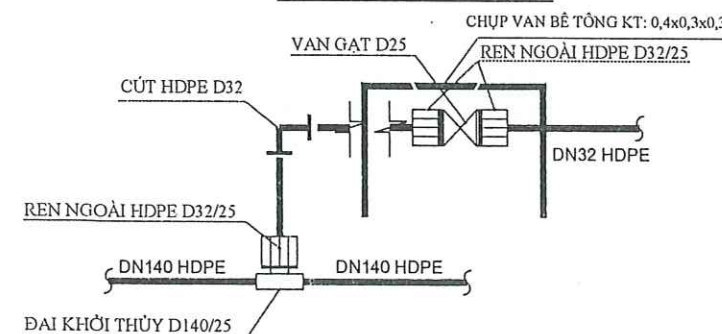 CHỤP VAN BÊ TÔNG KT: 0,4x0,3x0,3
VAN GẠT D25
REN NGOÀI HDPE D32/25
CÚT HDPE D32
DN32 HDPE
REN NGOÀI HDPE D32/25
DN140 HDPE
DN140 HDPE
ĐAI KHỞI THỦY D140/25